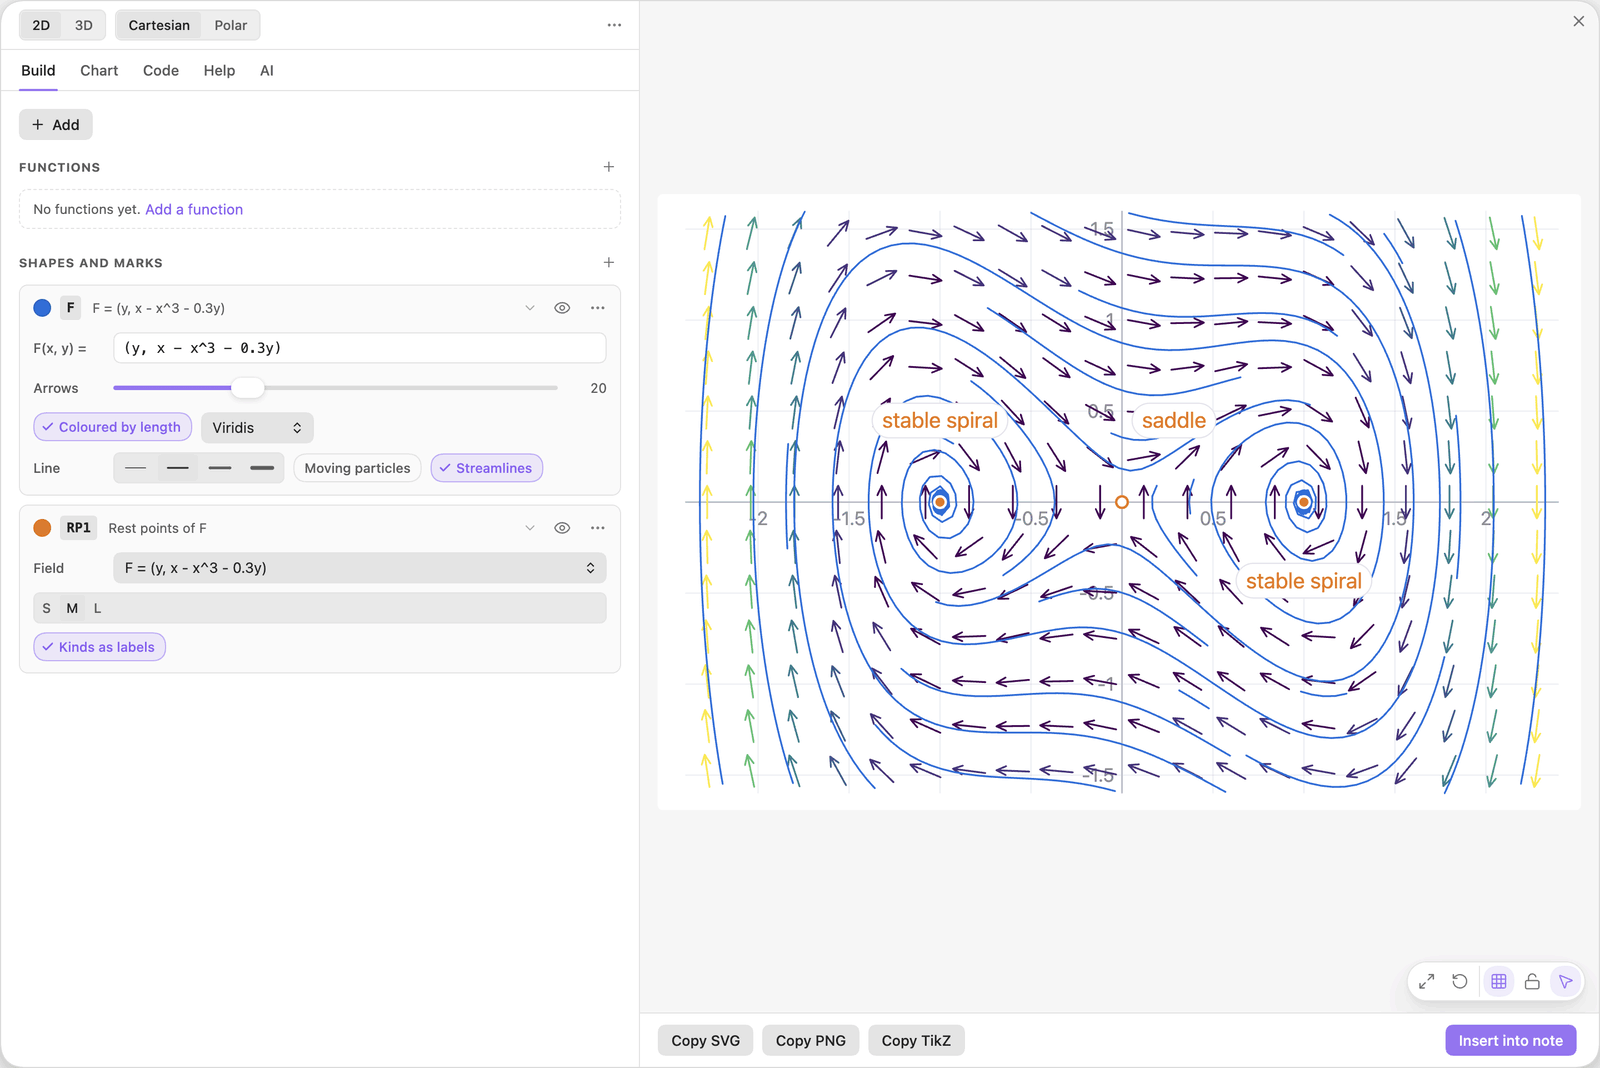 2D 3D Cartesian Polar
Build Chart Code Help AI
+ Add
FUNCTIONS
No functions yet. Add a function
SHAPES AND MARKS
F F = (y, x - x^3 - 0.3y)
F(x, y) = (y, x − x^3 − 0.3y)
Arrows 20
Coloured by length Viridis
Line Moving particles Streamlines
RP1 Rest points of F
Field F = (y, x - x^3 - 0.3y)
S M L
Kinds as labels
1.5
1
0.5
stable spiral saddle
-2 -1.5 -0.5 0.5 1.5 2
stable spiral
-0.5
-1
-1.5
Copy SVG Copy PNG Copy TikZ Insert into note